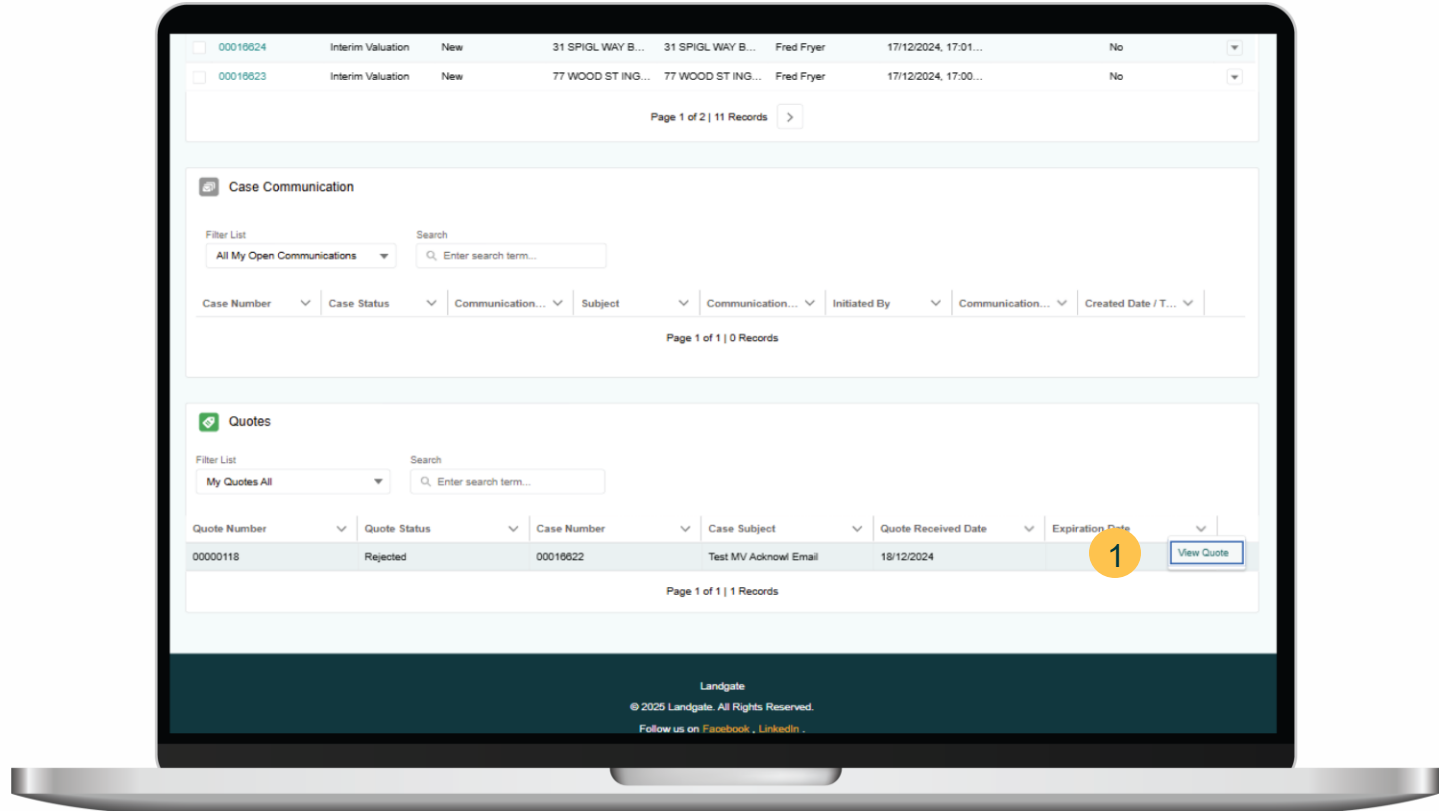 00016624 Interim Valuation New 31 SPIGL WAY B... 31 SPIGL WAY B... Fred Fryer 17/12/2024, 17:01... No
00016623 Interim Valuation New 77 WOOD ST ING... 77 WOOD ST ING... Fred Fryer 17/12/2024, 17:00... No
Page 1 of 2 | 11 Records
Case Communication
Filter List Search
All My Open Communications Enter search term...
Case Number Case Status Communication... Subject Communication... Initiated By Communication... Created Date / T...
Page 1 of 1 | 0 Records
Quotes
Filter List Search
My Quotes All Enter search term...
Quote Number Quote Status Case Number Case Subject Quote Received Date Expiration Date
00000118 Rejected 00016622 Test MV Acknowl Email 18/12/2024 1 View Quote
Page 1 of 1 | 1 Records
Landgate
© 2025 Landgate. All Rights Reserved.
Follow us on Facebook , LinkedIn .